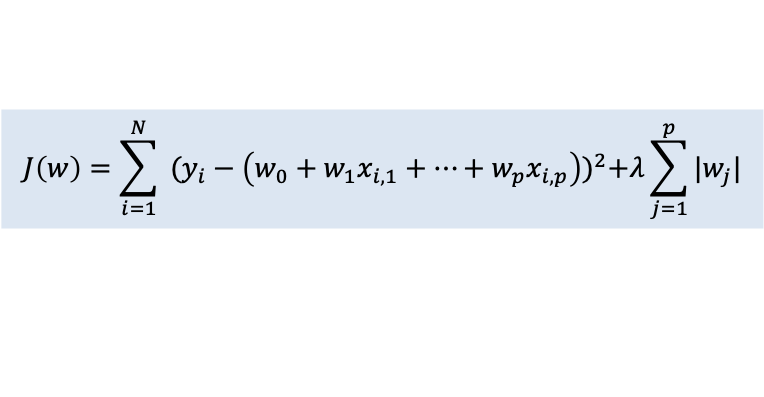 J(w) = ∑_{i=1}^{N} (y_i − (w_0 + w_1x_{i,1} + ⋯ + w_px_{i,p}))²+λ∑_{j=1}^{p} |w_j|